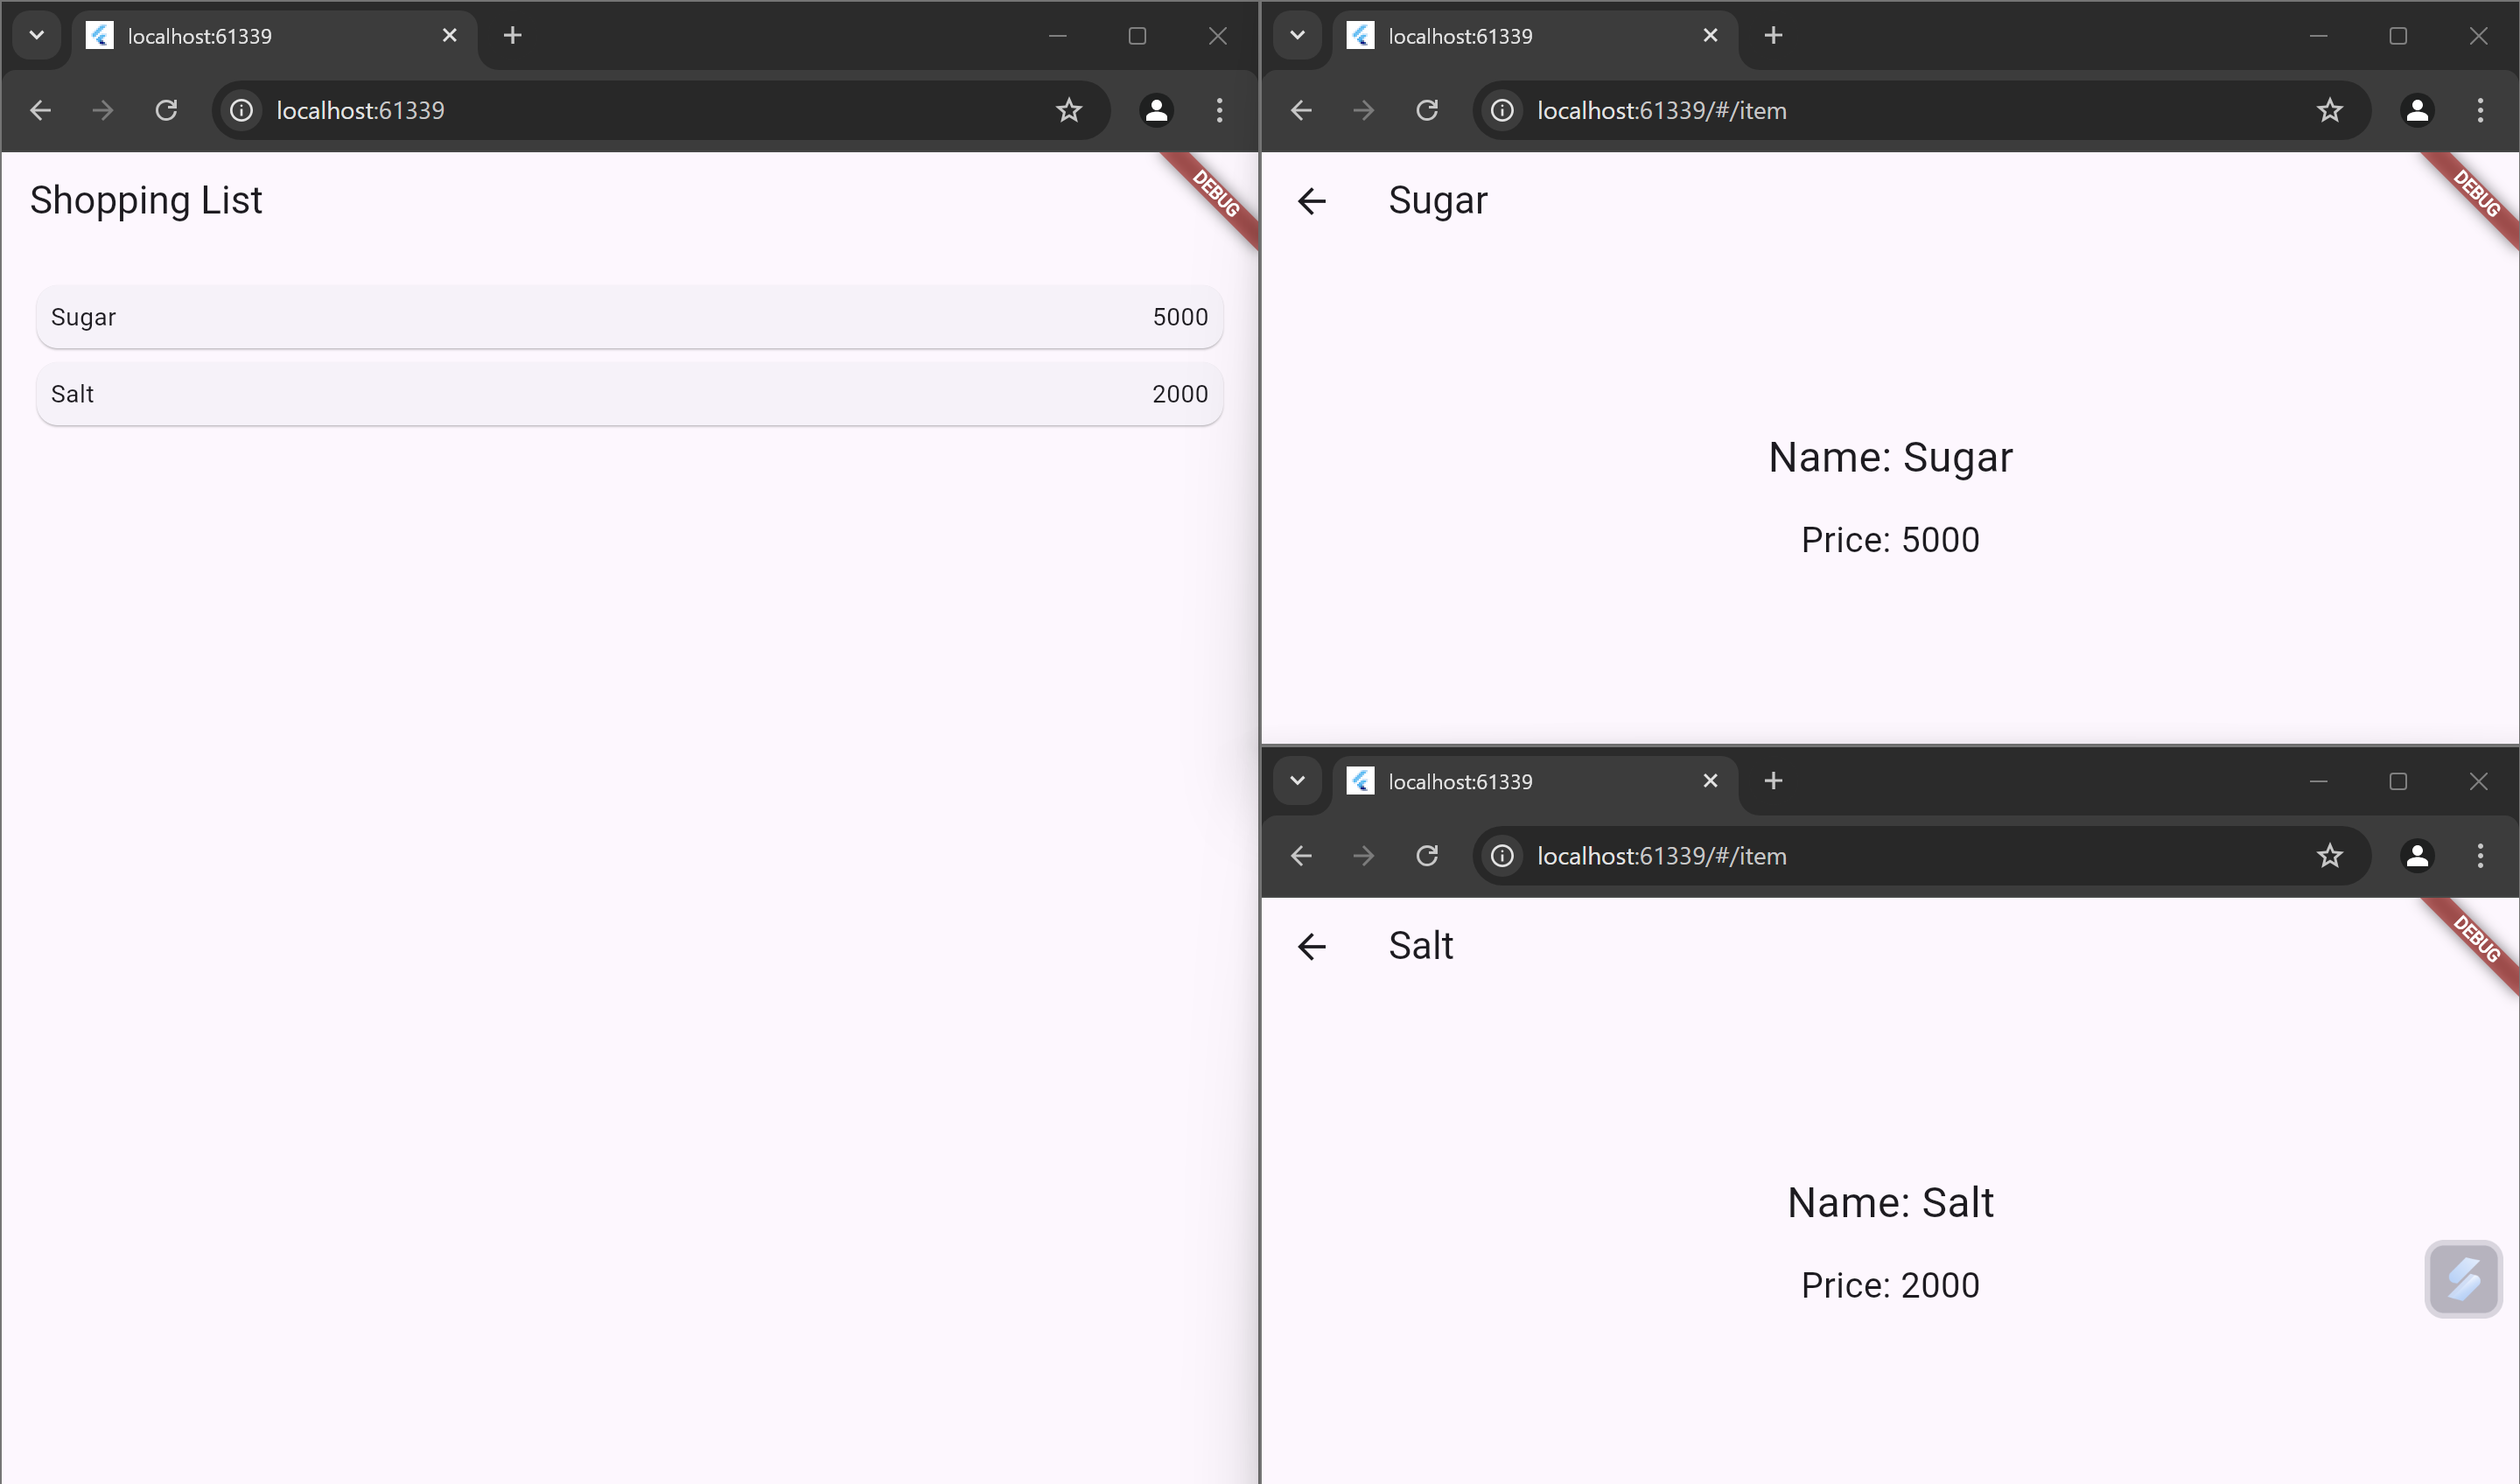 localhost:61339
localhost:61339
Shopping List
DEBUG
Sugar 5000
Salt 2000
localhost:61339
localhost:61339/#/item
Sugar
DEBUG
Name: Sugar
Price: 5000
localhost:61339
localhost:61339/#/item
Salt
DEBUG
Name: Salt
Price: 2000